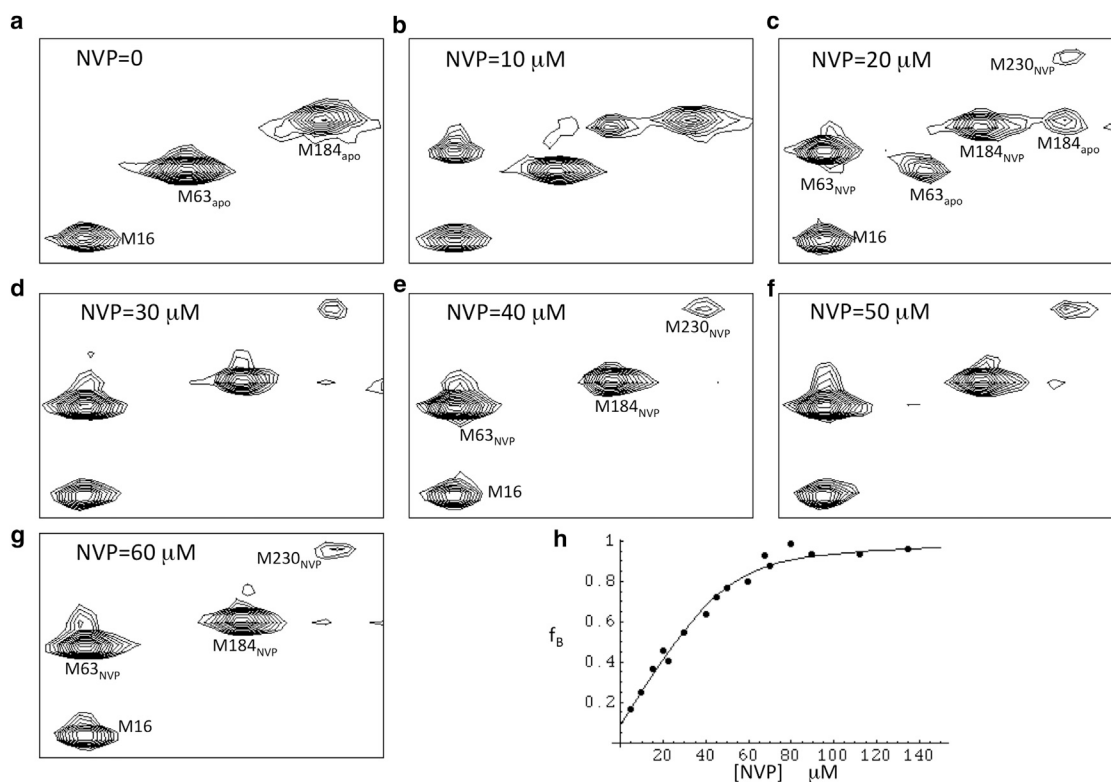 a
NVP=0
M184apo
M63apo
M16
b
NVP=10 μM
c
NVP=20 μM
M230NVP
M184NVP
M184apo
M63NVP
M63apo
M16
d
NVP=30 μM
e
NVP=40 μM
M230NVP
M184NVP
M63NVP
M16
f
NVP=50 μM
g
NVP=60 μM
M230NVP
M184NVP
M63NVP
M16
h
1
0.8
0.6
fB
0.4
0.2
20 40 60 80 100 120 140
[NVP] μM